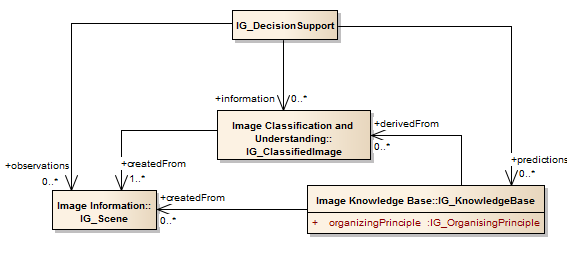 IG_DecisionSupport
+information
0..*
Image Classification and
Understanding::
IG_ClassifiedImage
+derivedFrom
0..*
+createdFrom
1..*
+observations
0..*
+predictions
0..*
Image Information::
IG_Scene
+createdFrom
0..*
Image Knowledge Base::IG_KnowledgeBase
+ organizingPrinciple :IG_OrganisingPrinciple